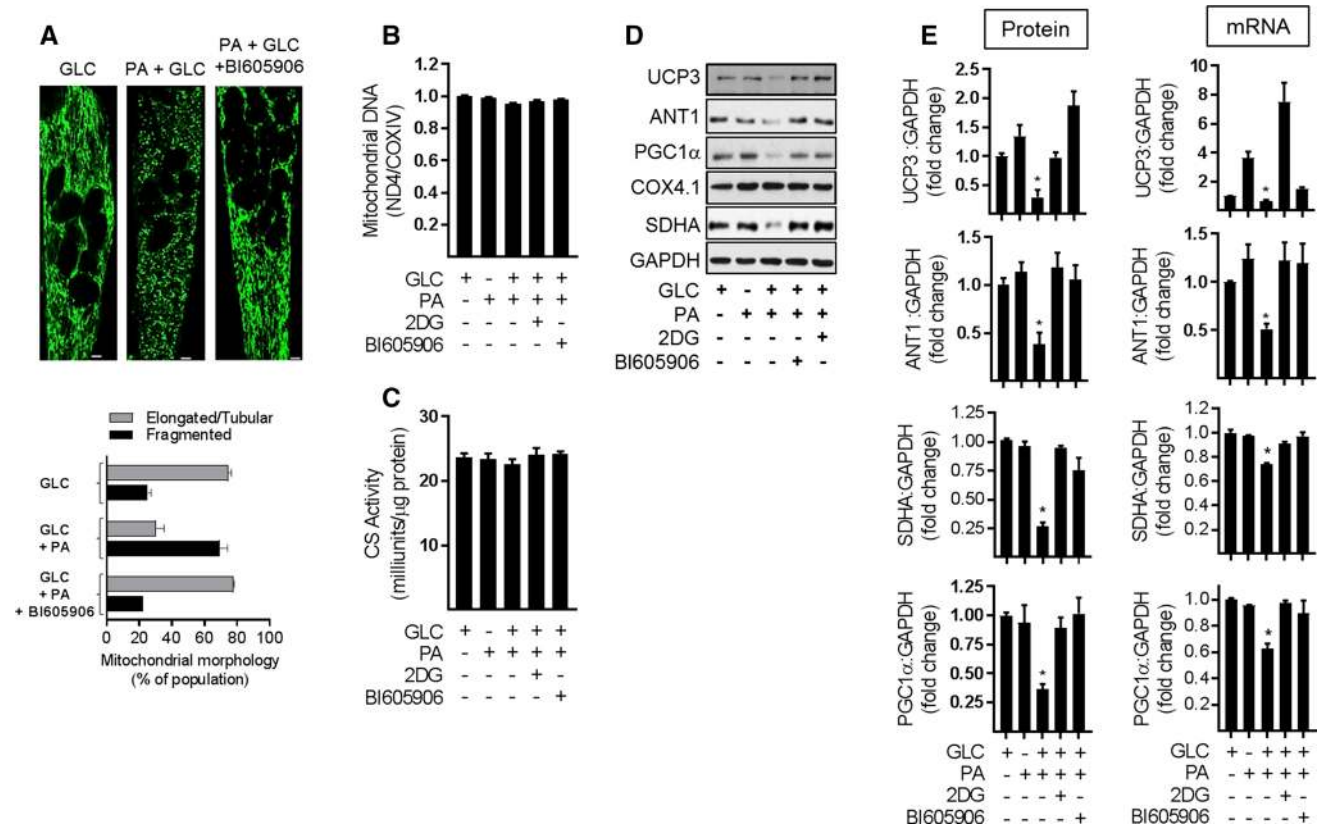 A
GLC
PA + GLC
PA + GLC
+BI605906
Elongated/Tubular
Fragmented
GLC
GLC
+ PA
GLC
+ PA
+ BI605906
0 20 40 60 80 100
Mitochondrial morphology
(% of population)
B
Mitochondrial DNA
(ND4/COXIV)
1.2
1.0
0.8
0.6
0.4
0.2
GLC + - + + +
PA - + + + +
2DG - - - + -
BI605906 - - - - +
C
CS Activity
(milliunits/μg protein)
30
20
10
GLC + - + + +
PA - + + + +
2DG - - - + -
BI605906 - - - - +
D
UCP3
ANT1
PGC1α
COX4.1
SDHA
GAPDH
GLC + - + + +
PA - + + + +
2DG - - - - +
BI605906 - - - + -
E
Protein
UCP3 :GAPDH
(fold change)
2.5
2.0
1.5
1.0
0.5
*
ANT1 :GAPDH
(fold change)
1.5
1.0
0.5
*
SDHA:GAPDH
(fold change)
1.25
1.00
0.75
0.50
0.25
*
PGC1α:GAPDH
(fold change)
1.25
1.00
0.75
0.50
0.25
*
GLC + - + + +
PA - + + + +
2DG - - - + -
BI605906 - - - - +
mRNA
UCP3:GAPDH
(fold change)
10
8
6
4
2
*
ANT1:GAPDH
(fold change)
1.5
1.0
0.5
*
SDHA:GAPDH
(fold change)
1.2
1.0
0.8
0.6
0.4
0.2
*
PGC1α:GAPDH
(fold change)
1.2
1.0
0.8
0.6
0.4
0.2
*
GLC + - + + +
PA - + + + +
2DG - - - + -
BI605906 - - - - +